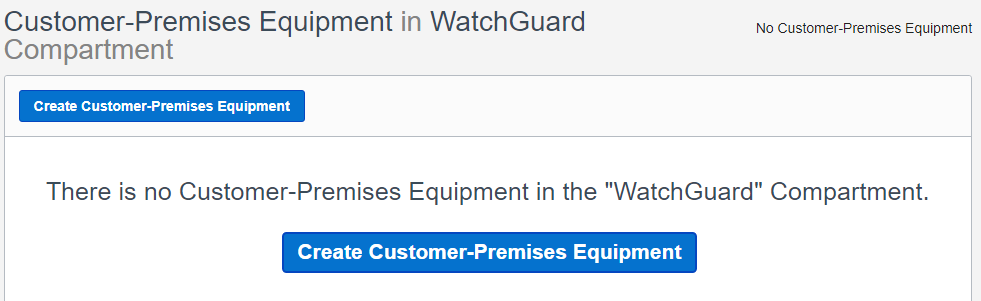 Customer-Premises Equipment in WatchGuard
Compartment
No Customer-Premises Equipment
Create Customer-Premises Equipment
There is no Customer-Premises Equipment in the "WatchGuard" Compartment.
Create Customer-Premises Equipment